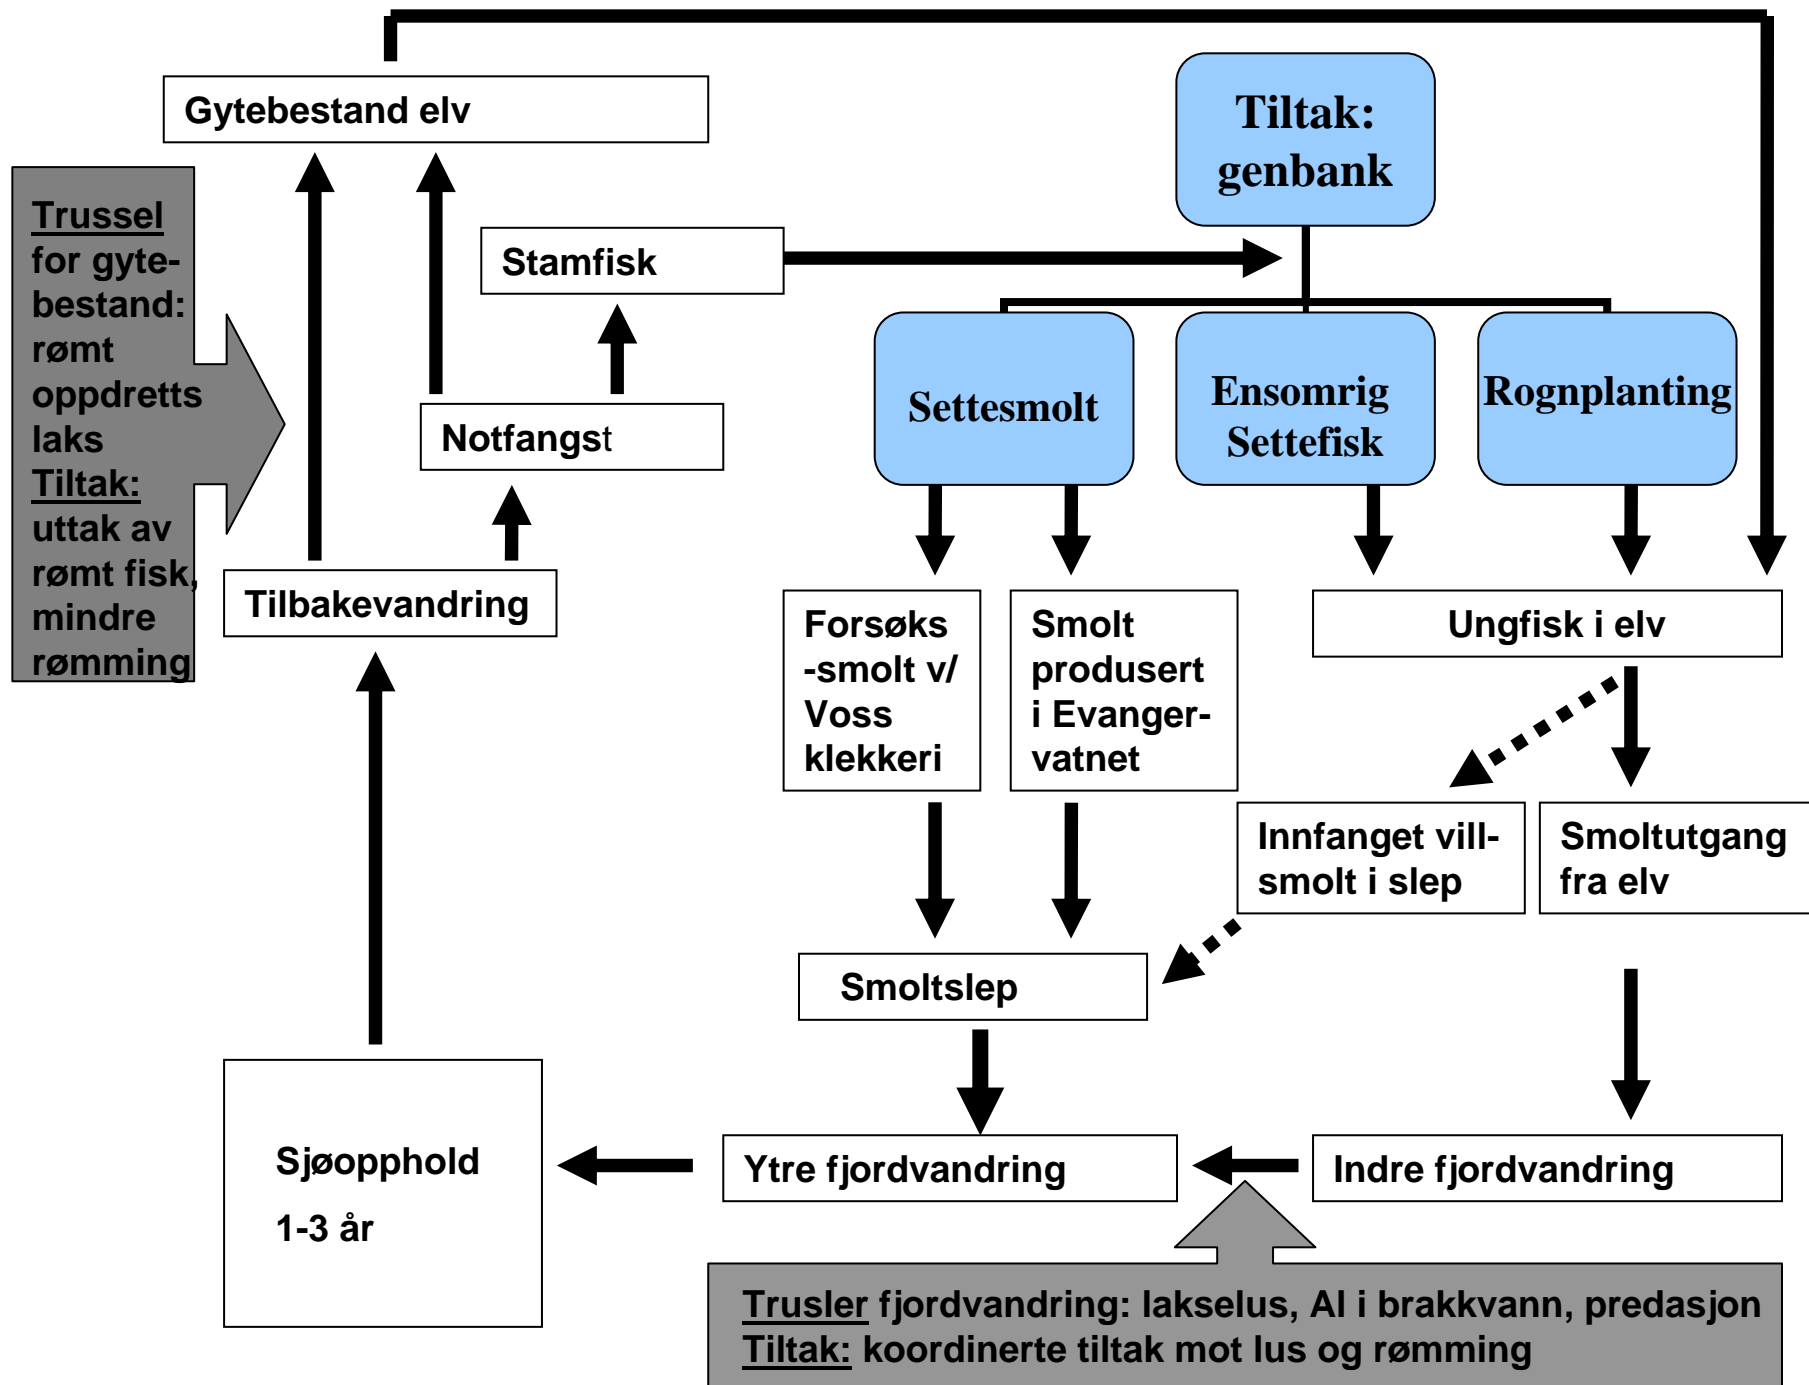 Gytebestand elv
Tiltak:
genbank
Trussel
for gyte-
bestand:
rømt
oppdretts
laks
Tiltak:
uttak av
rømt fisk,
mindre
rømming
Stamfisk
Notfangst
Tilbakevandring
Settesmolt
Ensomrig
Settefisk
Rognplanting
Forsøks
-smolt v/
Voss
klekkeri
Smolt
produsert
i Evanger-
vatnet
Ungfisk i elv
Innfanget vill-
smolt i slep
Smoltutgang
fra elv
Smoltslep
Sjøopphold
1-3 år
Ytre fjordvandring
Indre fjordvandring
Trusler fjordvandring: lakselus, Al i brakkvann, predasjon
Tiltak: koordinerte tiltak mot lus og rømming